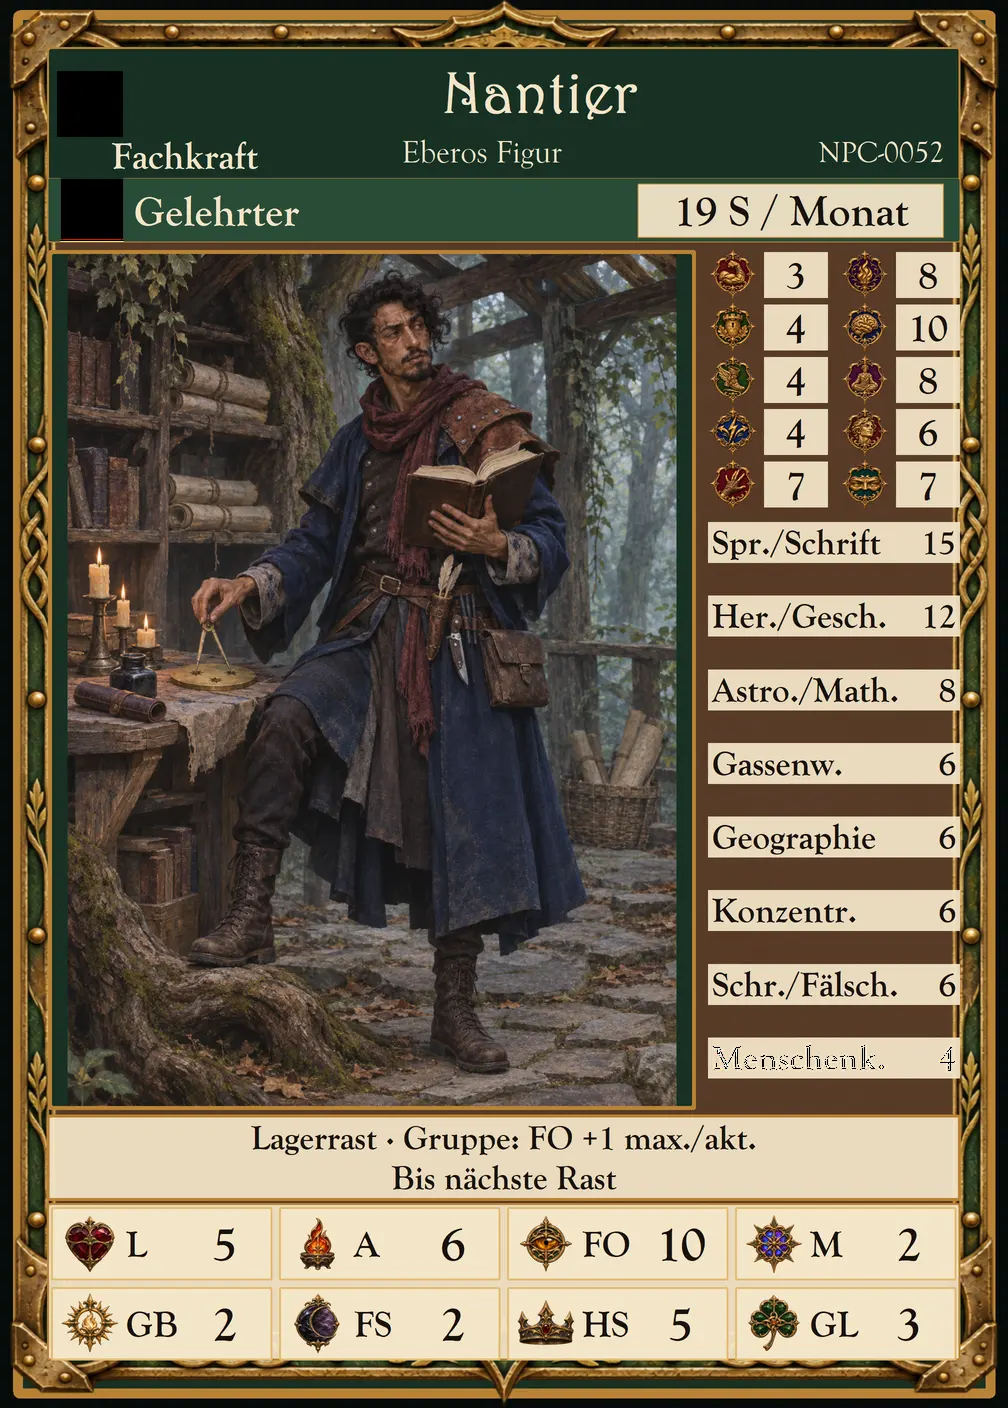 Nantier
Fachkraft
Eberos Figur
NPC-0052
Gelehrter
19 S / Monat
3 8
4 10
4 8
4 6
7 7
Spr./Schrift 15
Her./Gesch. 12
Astro./Math. 8
Gassenw. 6
Geographie 6
Konzentr. 6
Schr./Fälsch. 6
Menschenk. 4
Lagerrast · Gruppe: FO +1 max./akt.
Bis nächste Rast
L 5 A 6 FO 10 M 2
GB 2 FS 2 HS 5 GL 3